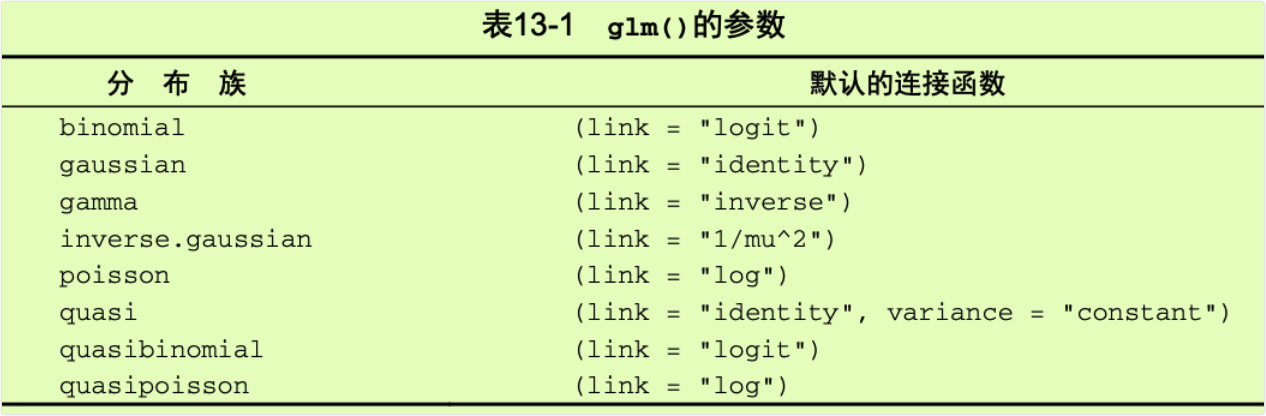 表13-1 glm()的参数
分 布 族 默认的连接函数
binomial (link = "logit")
gaussian (link = "identity")
gamma (link = "inverse")
inverse.gaussian (link = "1/mu^2")
poisson (link = "log")
quasi (link = "identity", variance = "constant")
quasibinomial (link = "logit")
quasipoisson (link = "log")